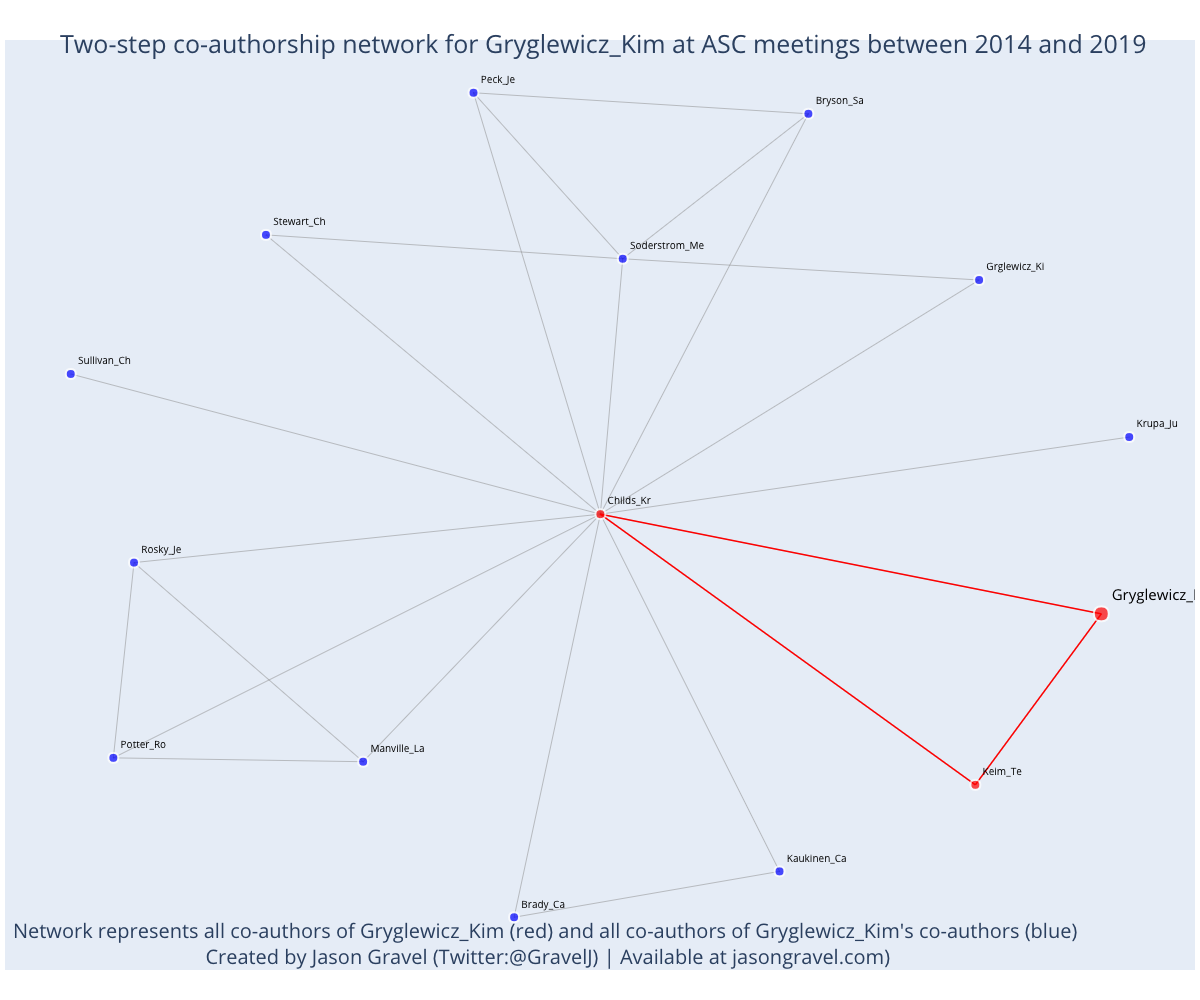 Two-step co-authorship network for Gryglewicz_Kim at ASC meetings between 2014 and 2019
Peck_Je
Bryson_Sa
Stewart_Ch
Soderstrom_Me
Grglewicz_Ki
Sullivan_Ch
Krupa_Ju
Childs_Kr
Rosky_Je
Gryglewicz_
Potter_Ro
Manville_La
Keim_Te
Kaukinen_Ca
Brady_Ca
Network represents all co-authors of Gryglewicz_Kim (red) and all co-authors of Gryglewicz_Kim's co-authors (blue)
Created by Jason Gravel (Twitter:@GravelJ) | Available at jasongravel.com)